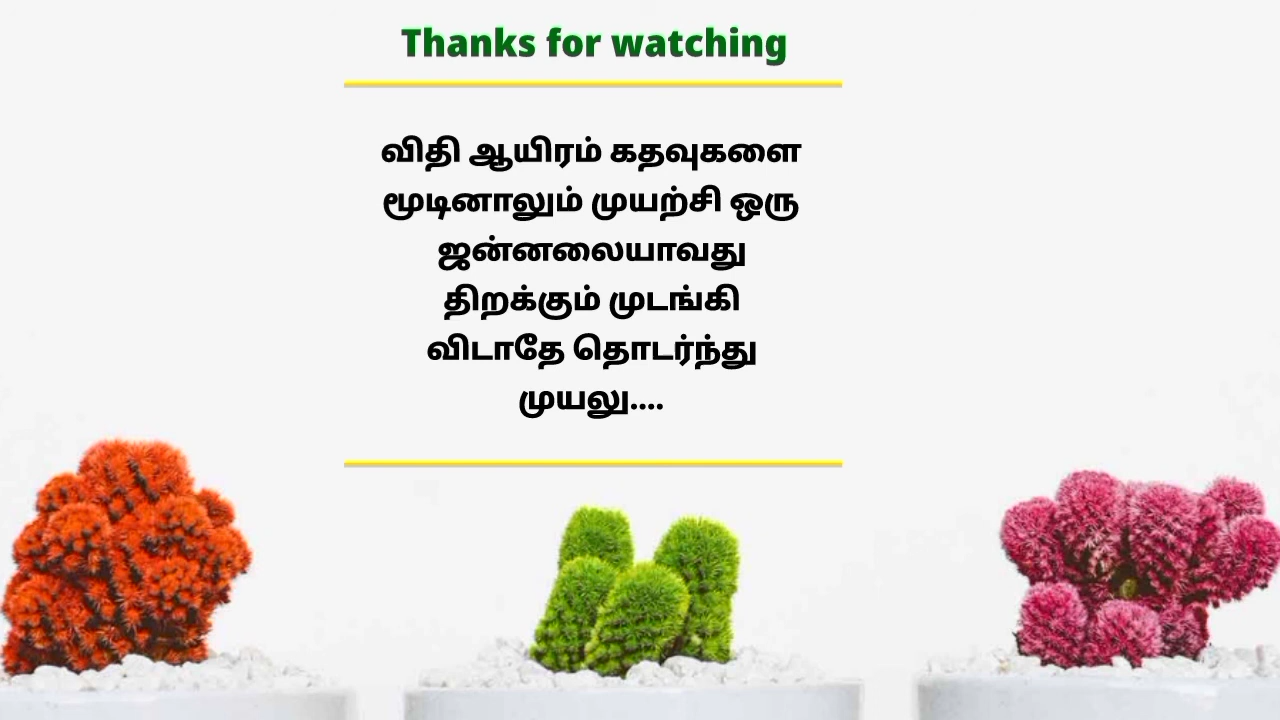 Thanks for watching
விதி ஆயிரம் கதவுகளை
மூடினாலும் முயற்சி ஒரு
ஜன்னலையாவது
திறக்கும் முடங்கி
விடாதே தொடர்ந்து
முயலு....